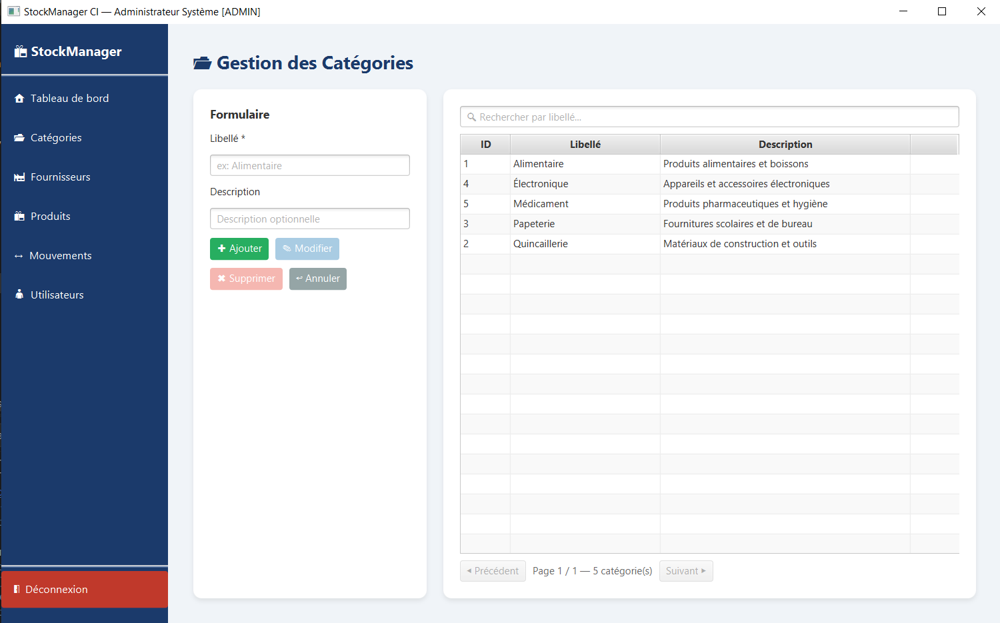 StockManager CI — Administrateur Système [ADMIN]
StockManager
Tableau de bord
Catégories
Fournisseurs
Produits
↔ Mouvements
Utilisateurs
Déconnexion
Gestion des Catégories
Formulaire
Libellé *
ex: Alimentaire
Description
Description optionnelle
✚ Ajouter
✎ Modifier
✖ Supprimer
↩ Annuler
Rechercher par libellé...
ID Libellé Description
1 Alimentaire Produits alimentaires et boissons
4 Électronique Appareils et accessoires électroniques
5 Médicament Produits pharmaceutiques et hygiène
3 Papeterie Fournitures scolaires et de bureau
2 Quincaillerie Matériaux de construction et outils
◄ Précédent Page 1 / 1 — 5 catégorie(s) Suivant ►